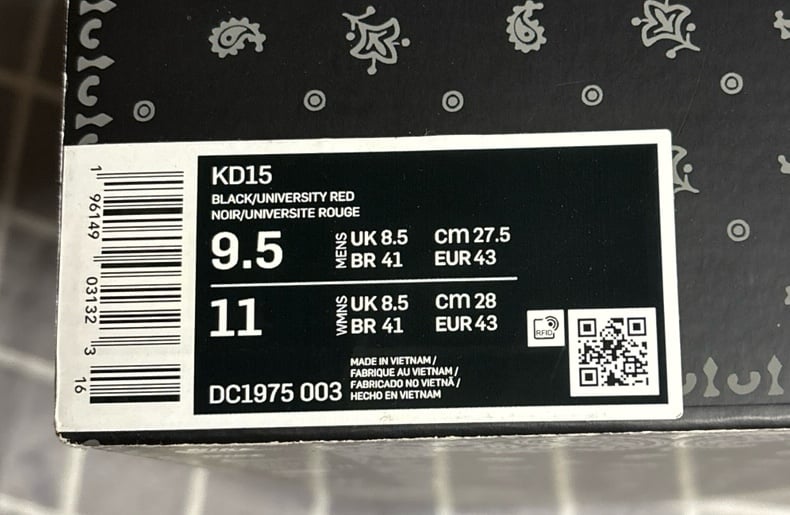 KD15
BLACK/UNIVERSITY RED
NOIR/UNIVERSITE ROUGE
9.5 MENS UK 8.5 cm 27.5
BR 41 EUR 43
11 WMNS UK 8.5 cm 28
BR 41 EUR 43
DC1975 003
MADE IN VIETNAM /
FABRIQUE AU VIETNAM /
FABRICADO NO VIETNÃ /
HECHO EN VIETNAM
RFID
1 96149 03132 3 16